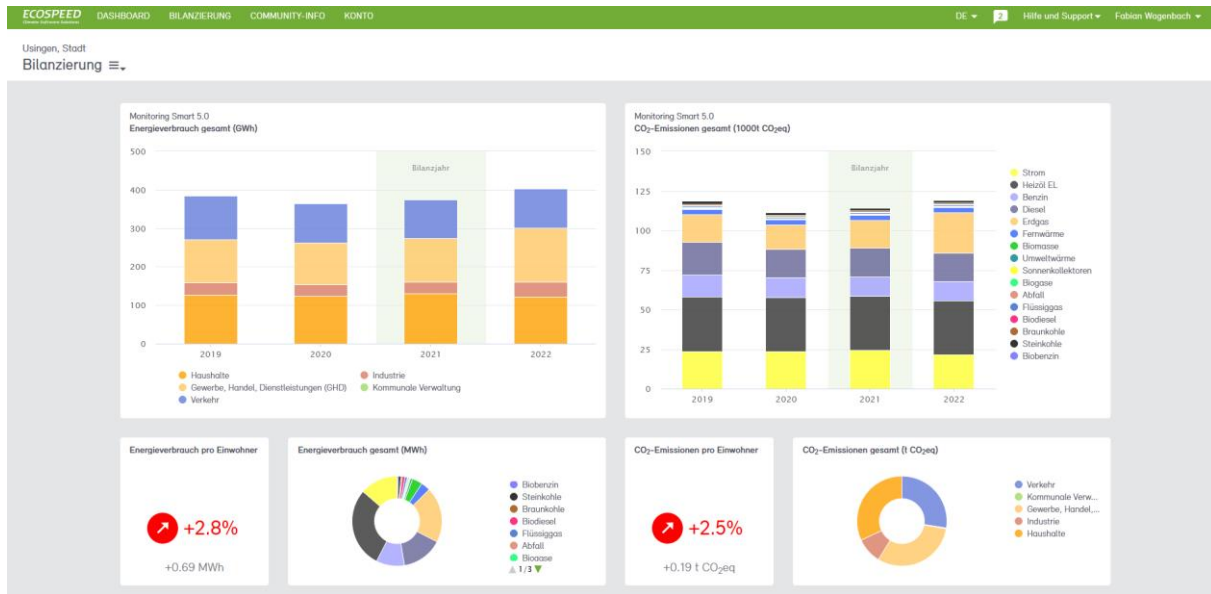 ECOSPEED DASHBOARD BILANZIERUNG COMMUNITY-INFO KONTO DE 2 Hilfe und Support Fabian Wagenbach
Usingen, Stadt
Bilanzierung
Monitoring Smart 5.0
Energieverbrauch gesamt (GWh)
500
400
300
200
100
0
Bilanzjahr
2019 2020 2021 2022
Haushalte
Gewerbe, Handel, Dienstleistungen (GHD)
Verkehr
Industrie
Kommunale Verwaltung
Monitoring Smart 5.0
CO₂-Emissionen gesamt (1000t CO₂eq)
150
125
100
75
50
25
0
Bilanzjahr
2019 2020 2021 2022
Strom
Heizöl EL
Benzin
Diesel
Erdgas
Fernwärme
Biomasse
Umweltwärme
Sonnenkollektoren
Biogase
Abfall
Flüssiggas
Biodiesel
Braunkohle
Steinkohle
Biobenzin
Energieverbrauch pro Einwohner
+2.8%
+0.69 MWh
Energieverbrauch gesamt (MWh)
Biobenzin
Steinkohle
Braunkohle
Biodiesel
Flüssiggas
Abfall
Biogase
1/3
CO₂-Emissionen pro Einwohner
+2.5%
+0.19 t CO₂eq
CO₂-Emissionen gesamt (t CO₂eq)
Verkehr
Kommunale Verw...
Gewerbe, Handel,...
Industrie
Haushalte